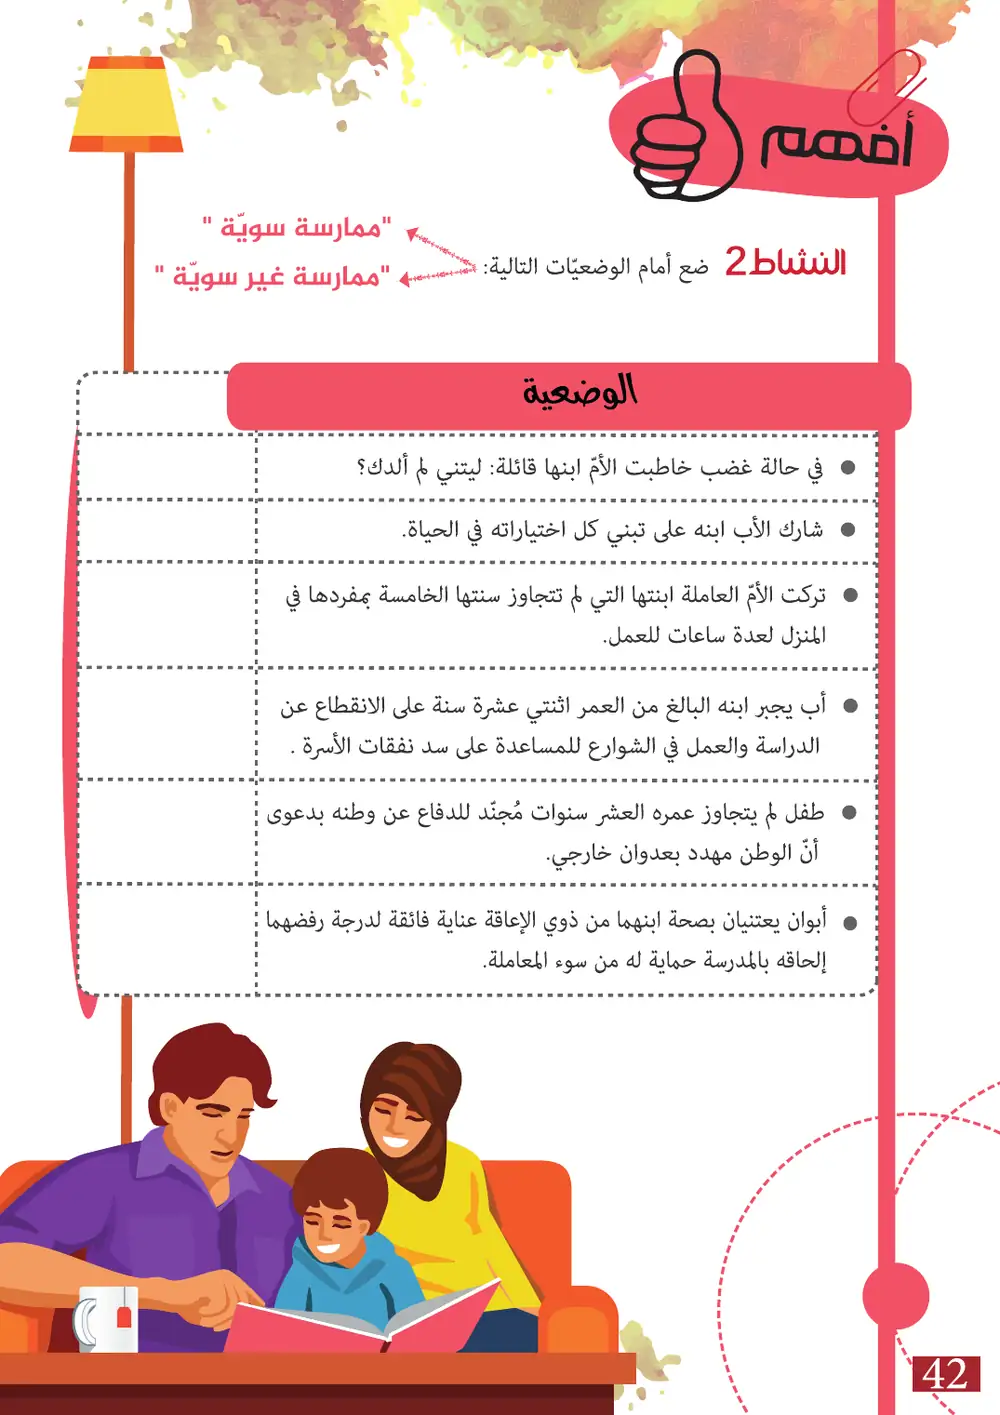 أفهم
"ممارسة سويّة "
النشاط2 ضع أمام الوضعيّات التالية:
"ممارسة غير سويّة "
الوضعية
في حالة غضب خاطبت الأمّ ابنها قائلة: ليتني لم ألدك؟
شارك الأب ابنه على تبني كل اختياراته في الحياة.
تركت الأمّ العاملة ابنتها التي لم تتجاوز سنتها الخامسة بمفردها في
المنزل لعدة ساعات للعمل.
أب يجبر ابنه البالغ من العمر اثنتي عشرة سنة على الانقطاع عن
الدراسة والعمل في الشوارع للمساعدة على سد نفقات الأسرة .
طفل لم يتجاوز عمره العشر سنوات مُجنّد للدفاع عن وطنه بدعوى
أنّ الوطن مهدد بعدوان خارجي.
أبوان يعتنيان بصحة ابنهما من ذوي الإعاقة عناية فائقة لدرجة رفضهما
إلحاقه بالمدرسة حماية له من سوء المعاملة.
42